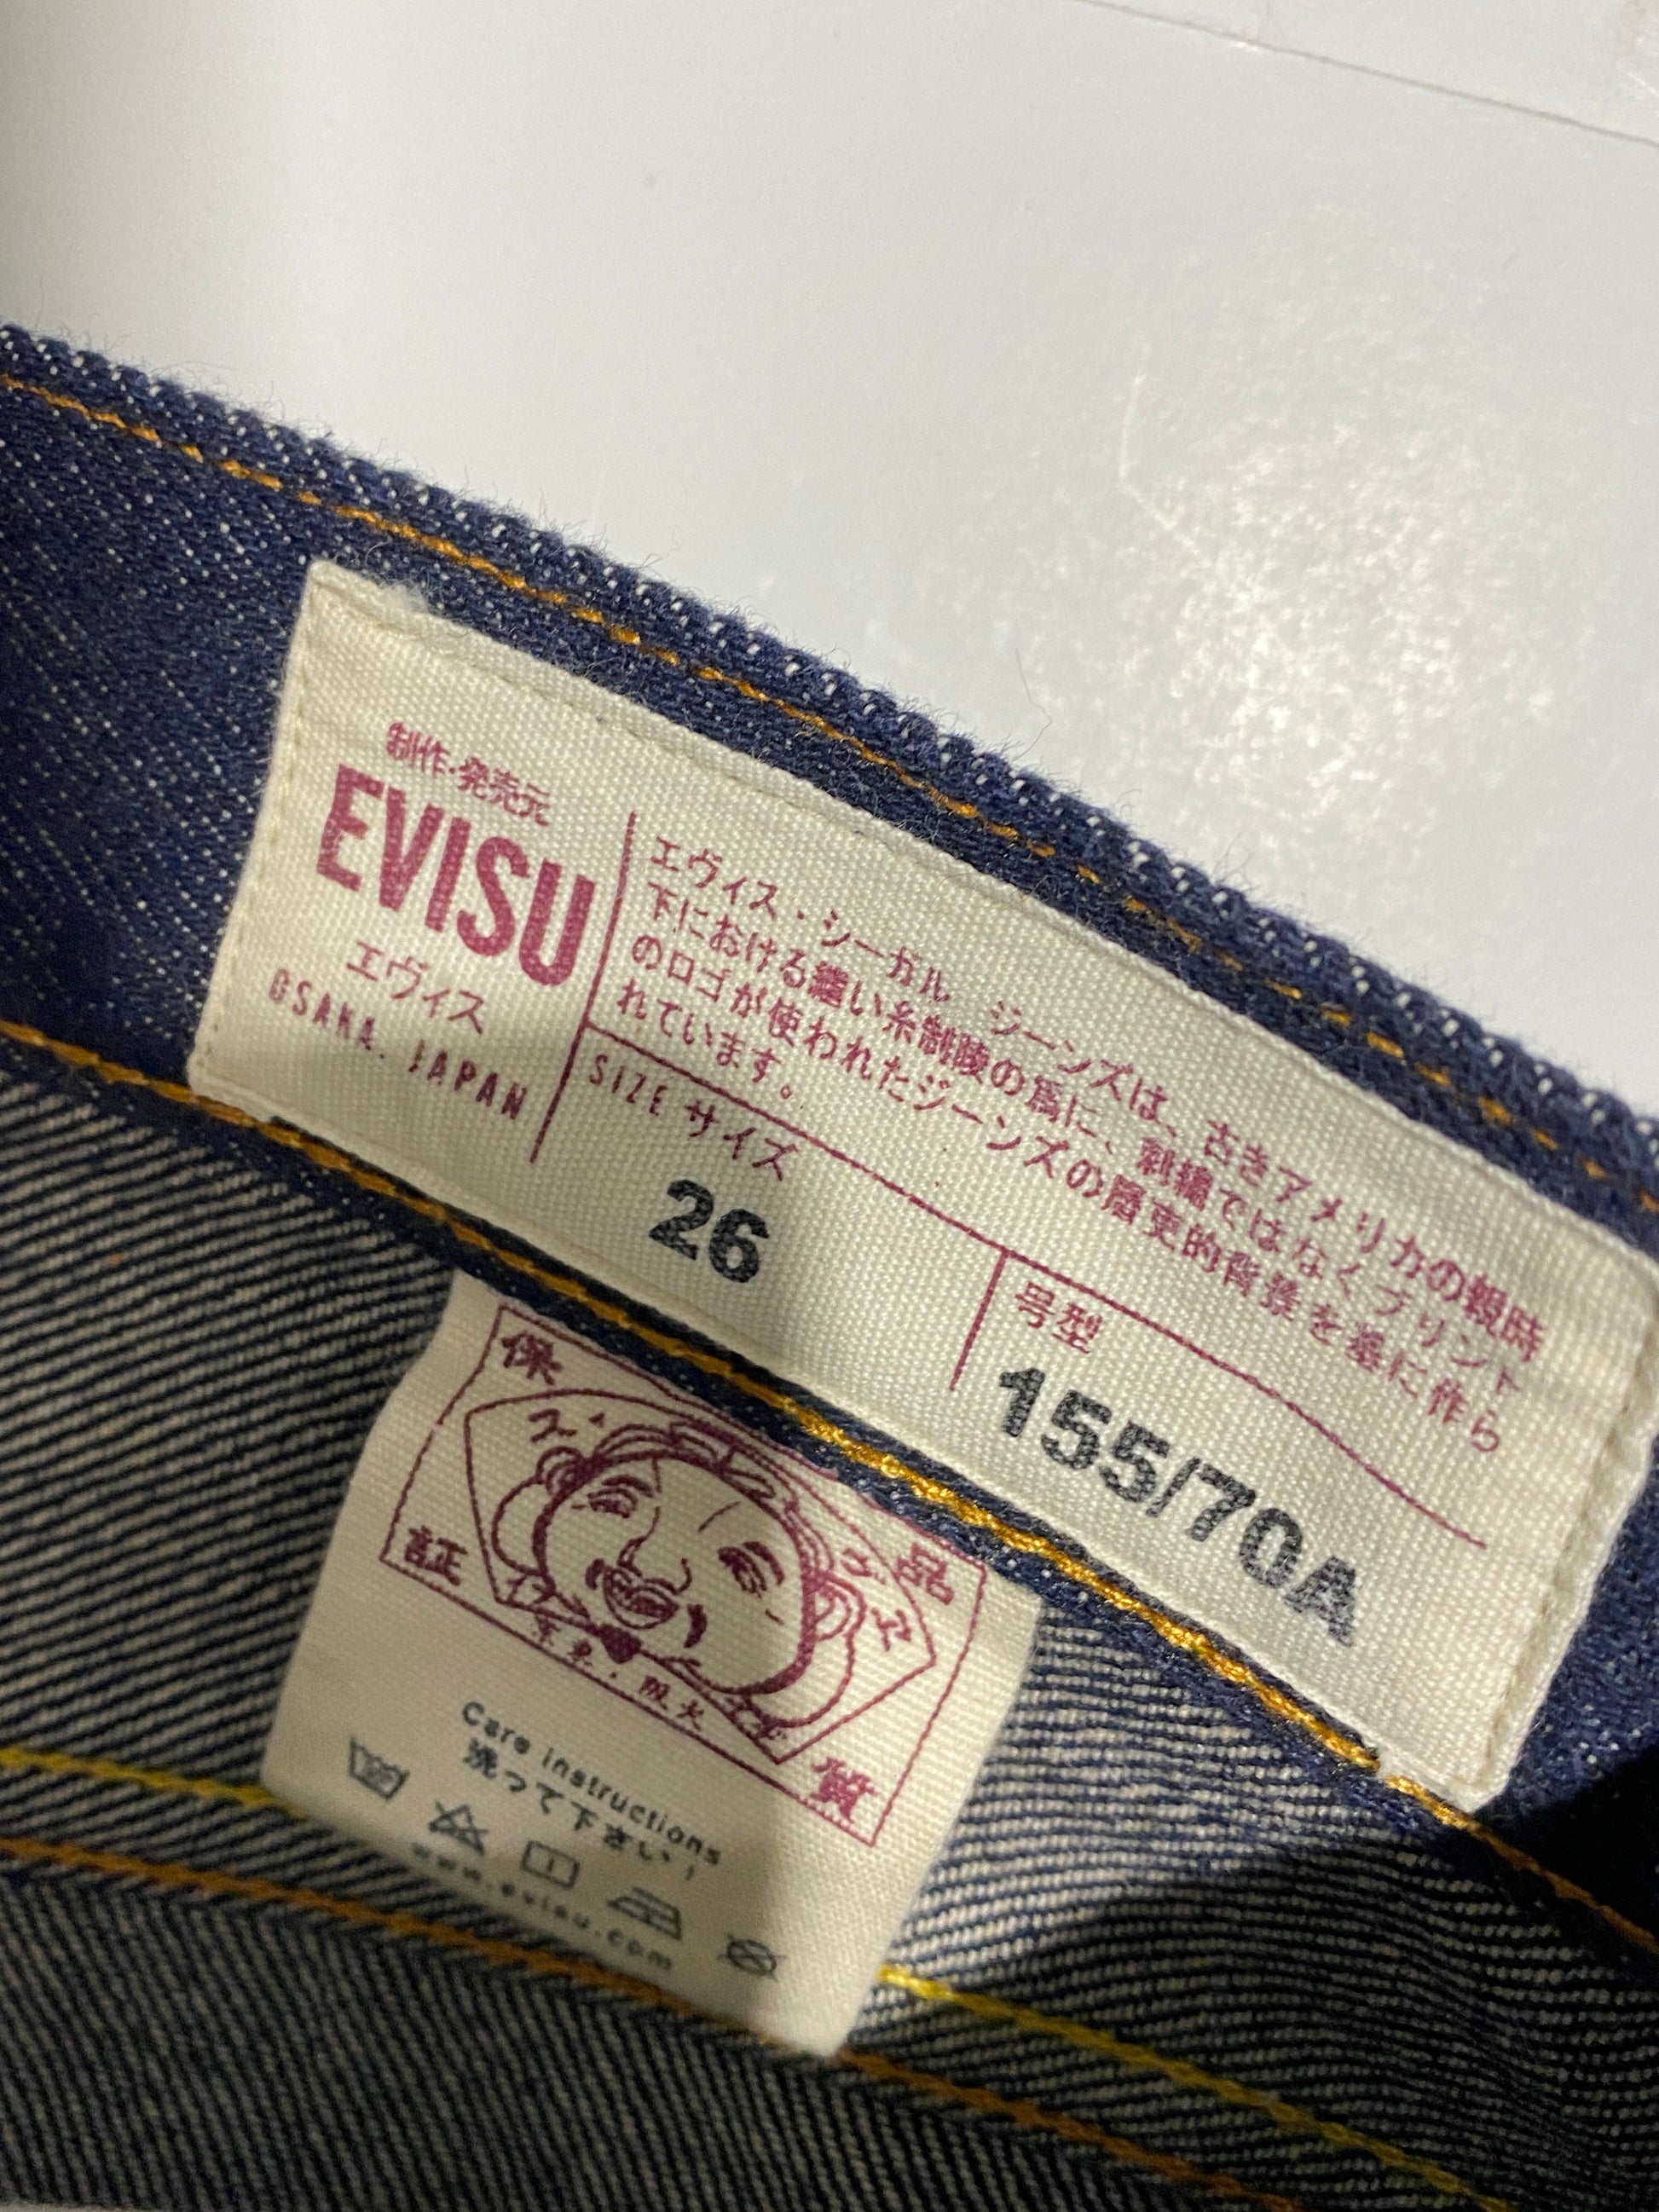 制作·発売元
EVISU
エヴィス
OSAKA. JAPAN
エヴィス・シーガル ジーンズは、古きアメリカの戦時
下における縫い糸制限の為に、刺繍ではなくプリント
のロゴが使われたジーンズの歴史的背景を基に作ら
れています。
SIZE サイズ
26
号型
155/70A
保
品
証
質
京東・阪大
Care instructions
洗って下さい!
www.evisu.com